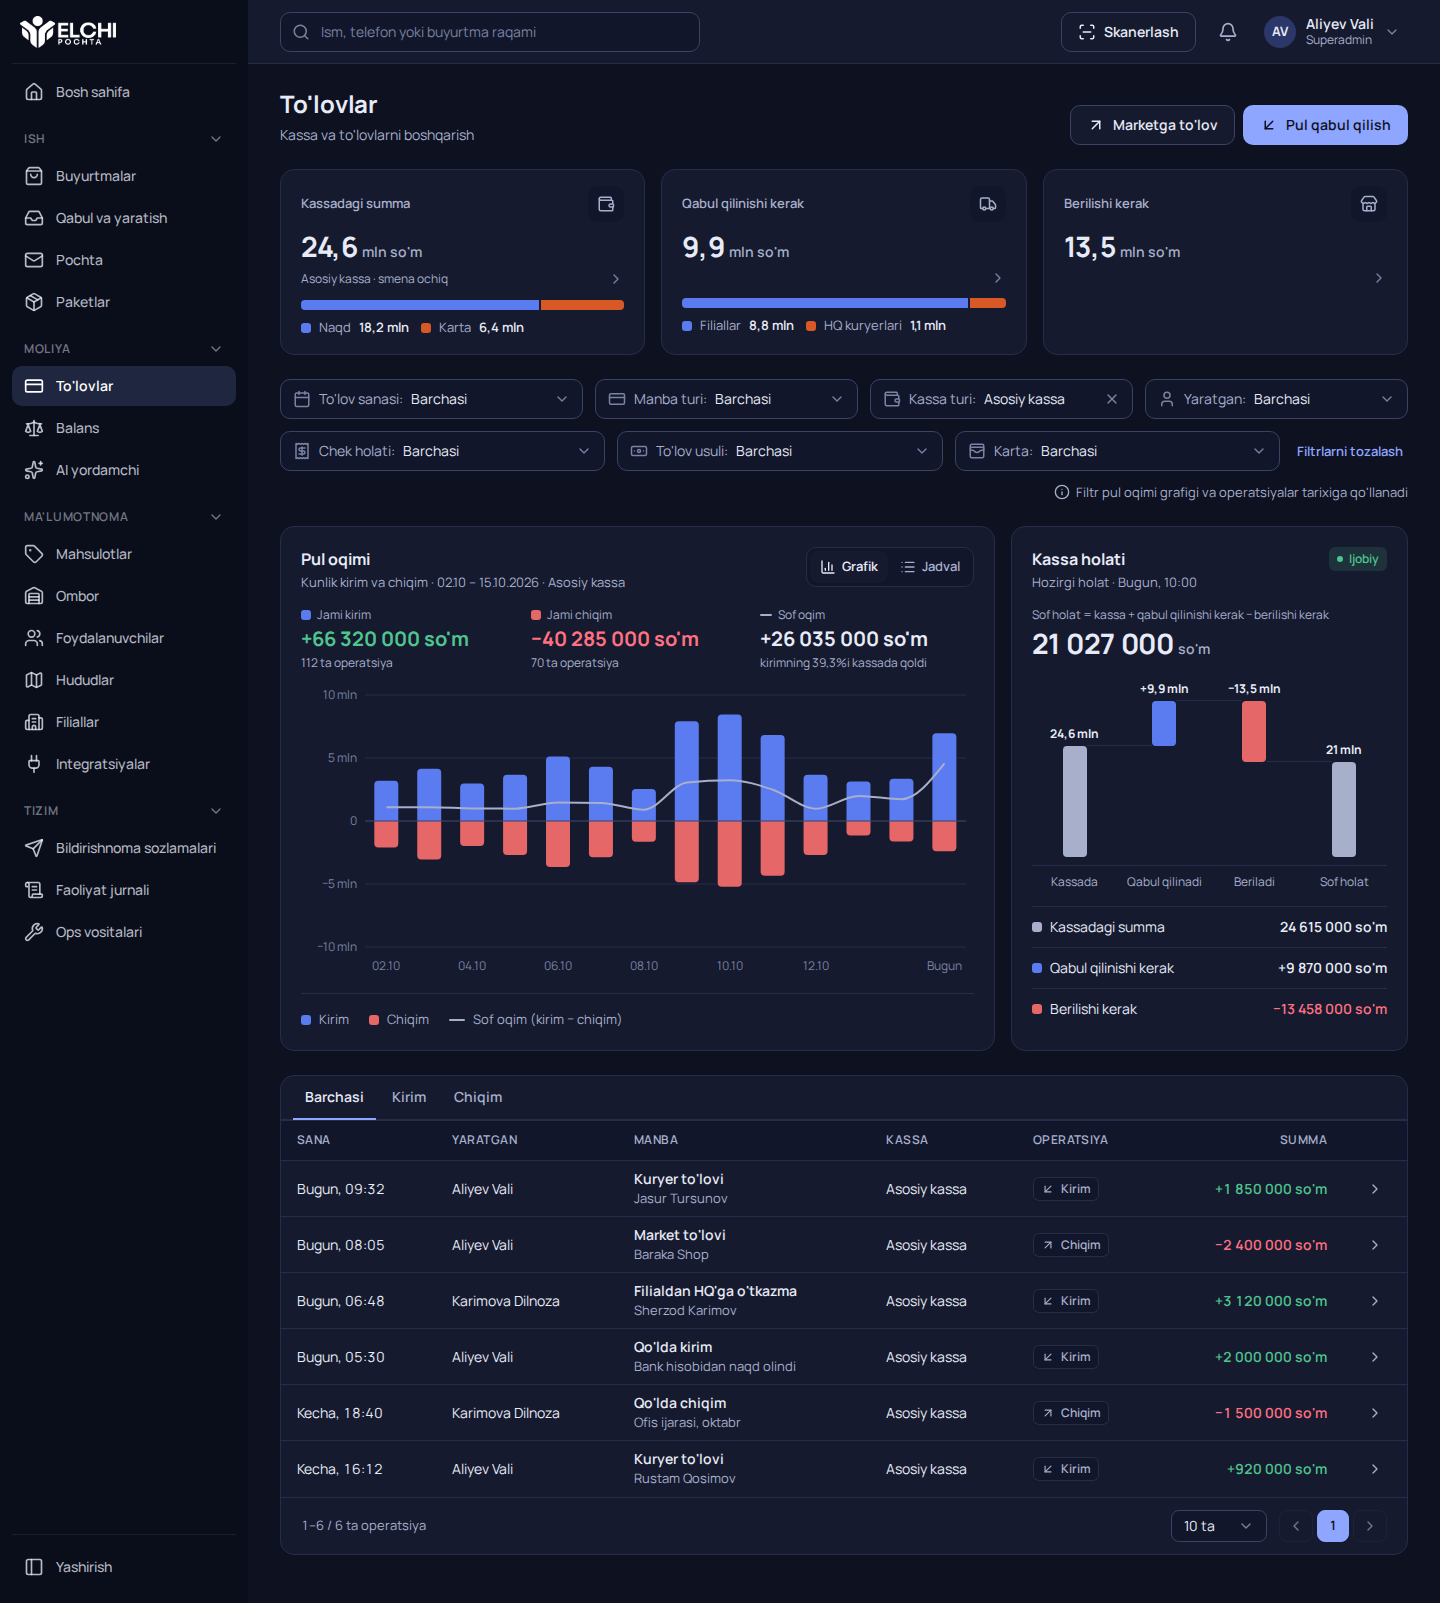 ELCHI
POCHTA
Ism, telefon yoki buyurtma raqami
Skanerlash
AV
Aliyev Vali
Superadmin
Bosh sahifa
ISH
Buyurtmalar
Qabul va yaratish
Pochta
Paketlar
MOLIYA
To'lovlar
Balans
AI yordamchi
MA'LUMOTNOMA
Mahsulotlar
Ombor
Foydalanuvchilar
Hududlar
Filiallar
Integratsiyalar
TIZIM
Bildirishnoma sozlamalari
Faoliyat jurnali
Ops vositalari
Yashirish
To'lovlar
Kassa va to'lovlarni boshqarish
Marketga to'lov
Pul qabul qilish
Kassadagi summa
24,6 mln so'm
Asosiy kassa · smena ochiq
Naqd 18,2 mln Karta 6,4 mln
Qabul qilinishi kerak
9,9 mln so'm
Filiallar 8,8 mln HQ kuryerlari 1,1 mln
Berilishi kerak
13,5 mln so'm
To'lov sanasi: Barchasi
Manba turi: Barchasi
Kassa turi: Asosiy kassa
Yaratgan: Barchasi
Chek holati: Barchasi
To'lov usuli: Barchasi
Karta: Barchasi
Filtrlarni tozalash
Filtr pul oqimi grafigi va operatsiyalar tarixiga qo'llanadi
Pul oqimi
Kunlik kirim va chiqim · 02.10 – 15.10.2026 · Asosiy kassa
Grafik
Jadval
Jami kirim
+66 320 000 so'm
112 ta operatsiya
Jami chiqim
−40 285 000 so'm
70 ta operatsiya
Sof oqim
+26 035 000 so'm
kirimning 39,3%i kassada qoldi
10 mln
5 mln
0
−5 mln
−10 mln
02.10 04.10 06.10 08.10 10.10 12.10 Bugun
Kirim Chiqim Sof oqim (kirim − chiqim)
Kassa holati
Ijobiy
Hozirgi holat · Bugun, 10:00
Sof holat = kassa + qabul qilinishi kerak − berilishi kerak
21 027 000 so'm
24,6 mln
+9,9 mln
−13,5 mln
21 mln
Kassada Qabul qilinadi Beriladi Sof holat
Kassadagi summa 24 615 000 so'm
Qabul qilinishi kerak +9 870 000 so'm
Berilishi kerak −13 458 000 so'm
Barchasi Kirim Chiqim
SANA YARATGAN MANBA KASSA OPERATSIYA SUMMA
Bugun, 09:32 Aliyev Vali Kuryer to'lovi Asosiy kassa Kirim +1 850 000 so'm
Jasur Tursunov
Bugun, 08:05 Aliyev Vali Market to'lovi Asosiy kassa Chiqim −2 400 000 so'm
Baraka Shop
Bugun, 06:48 Karimova Dilnoza Filialdan HQ'ga o'tkazma Asosiy kassa Kirim +3 120 000 so'm
Sherzod Karimov
Bugun, 05:30 Aliyev Vali Qo'lda kirim Asosiy kassa Kirim +2 000 000 so'm
Bank hisobidan naqd olindi
Kecha, 18:40 Karimova Dilnoza Qo'lda chiqim Asosiy kassa Chiqim −1 500 000 so'm
Ofis ijarasi, oktabr
Kecha, 16:12 Aliyev Vali Kuryer to'lovi Asosiy kassa Kirim +920 000 so'm
Rustam Qosimov
1–6 / 6 ta operatsiya
10 ta
1